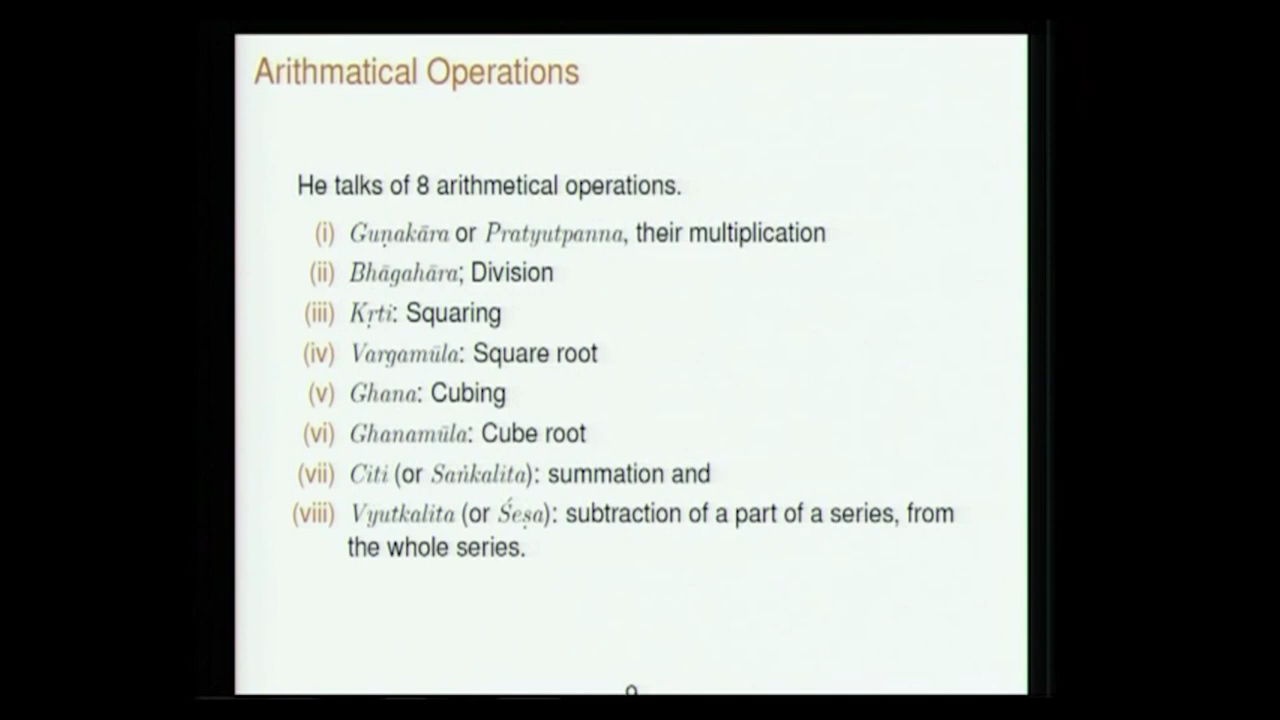 Arithmatical Operations
He talks of 8 arithmetical operations.
(i) Guṇakāra or Pratyutpanna, their multiplication
(ii) Bhāgahāra; Division
(iii) Kṛti: Squaring
(iv) Vargamūla: Square root
(v) Ghana: Cubing
(vi) Ghanamūla: Cube root
(vii) Citi (or Saṅkalita): summation and
(viii) Vyutkalita (or Śeṣa): subtraction of a part of a series, from
the whole series.